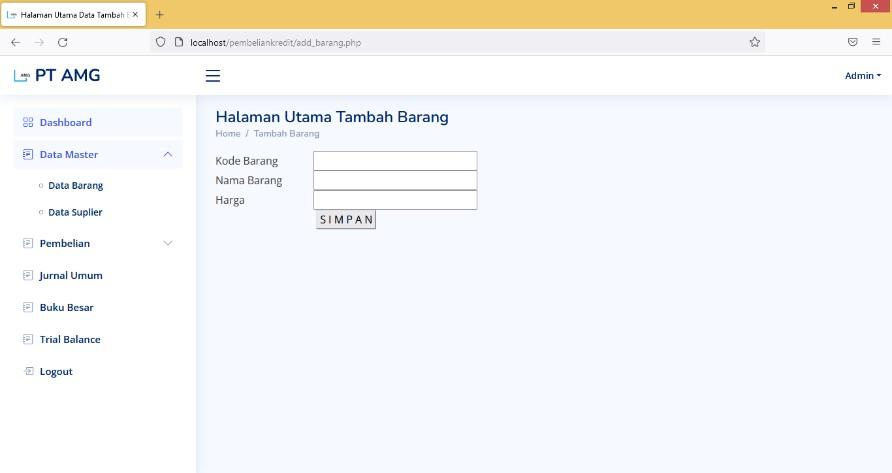 Halaman Utama Data Tambah B
localhost/pembeliankredit/add_barang.php
AMG PT AMG
Admin
Dashboard
Data Master
Data Barang
Data Suplier
Pembelian
Jurnal Umum
Buku Besar
Trial Balance
Logout
Halaman Utama Tambah Barang
Home / Tambah Barang
Kode Barang
Nama Barang
Harga
S I M P A N